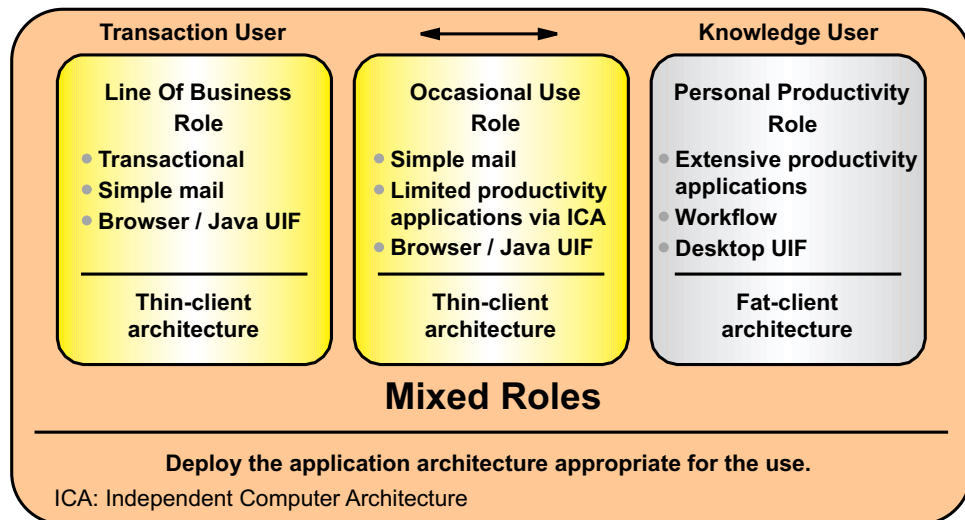 Transaction User
Knowledge User
Line Of Business
Role
Transactional
Simple mail
Browser / Java UIF
Thin-client
architecture
Occasional Use
Role
Simple mail
Limited productivity
applications via ICA
Browser / Java UIF
Thin-client
architecture
Personal Productivity
Role
Extensive productivity
applications
Workflow
Desktop UIF
Fat-client
architecture
Mixed Roles
Deploy the application architecture appropriate for the use.
ICA: Independent Computer Architecture